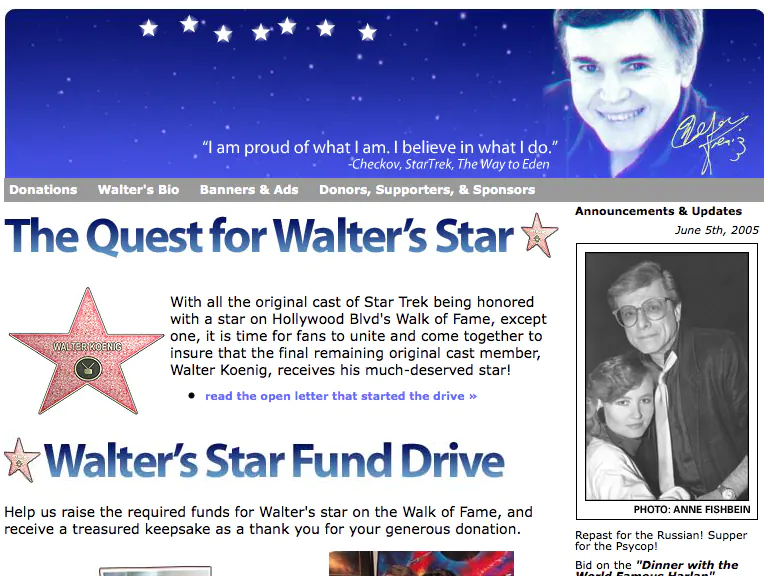 “I am proud of what I am. I believe in what I do.”
-Checkov, StarTrek, The Way to Eden
Donations Walter's Bio Banners & Ads Donors, Supporters, & Sponsors
The Quest for Walter’s Star
WALTER KOENIG
With all the original cast of Star Trek being honored
with a star on Hollywood Blvd's Walk of Fame, except
one, it is time for fans to unite and come together to
insure that the final remaining original cast member,
Walter Koenig, receives his much-deserved star!
• read the open letter that started the drive »
Walter’s Star Fund Drive
Help us raise the required funds for Walter's star on the Walk of Fame, and
receive a treasured keepsake as a thank you for your generous donation.
Announcements & Updates
June 5th, 2005
PHOTO: ANNE FISHBEIN
Repast for the Russian! Supper
for the Psycop!
Bid on the "Dinner with the
World Famous Harlan"